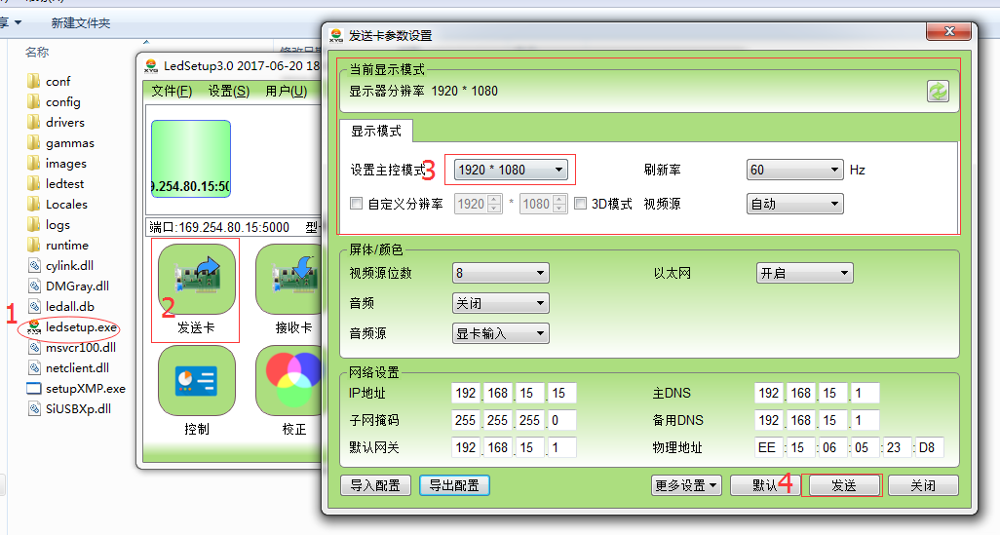 享 新建文件夹
名称
conf
config
drivers
gammas
images
ledtest
Locales
logs
runtime
cylink.dll
DMGray.dll
ledall.db
1 ledsetup.exe
msvcr100.dll
netclient.dll
setupXMP.exe
SiUSBXp.dll
XYG LedSetup3.0 2017-06-20 18
文件(F) 设置(S) 用户(U)
9.254.80.15:50
端口:169.254.80.15:5000 型
2
发送卡 接收卡
控制 校正
XYG 发送卡参数设置
当前显示模式
显示器分辨率 1920 * 1080
显示模式
设置主控模式 3 1920 * 1080 刷新率 60 Hz
自定义分辨率 1920 * 1080 3D模式 视频源 自动
屏体/颜色
视频源位数 8 以太网 开启
音频 关闭
音频源 显卡输入
网络设置
IP地址 192 . 168 . 15 . 15 主DNS 192 . 168 . 15 . 1
子网掩码 255 . 255 . 255 . 0 备用DNS 192 . 168 . 15 . 1
默认网关 192 . 168 . 15 . 1 物理地址 EE : 15 : 06 : 05 : 23 : D8
导入配置 导出配置 更多设置 默认 4 发送 关闭